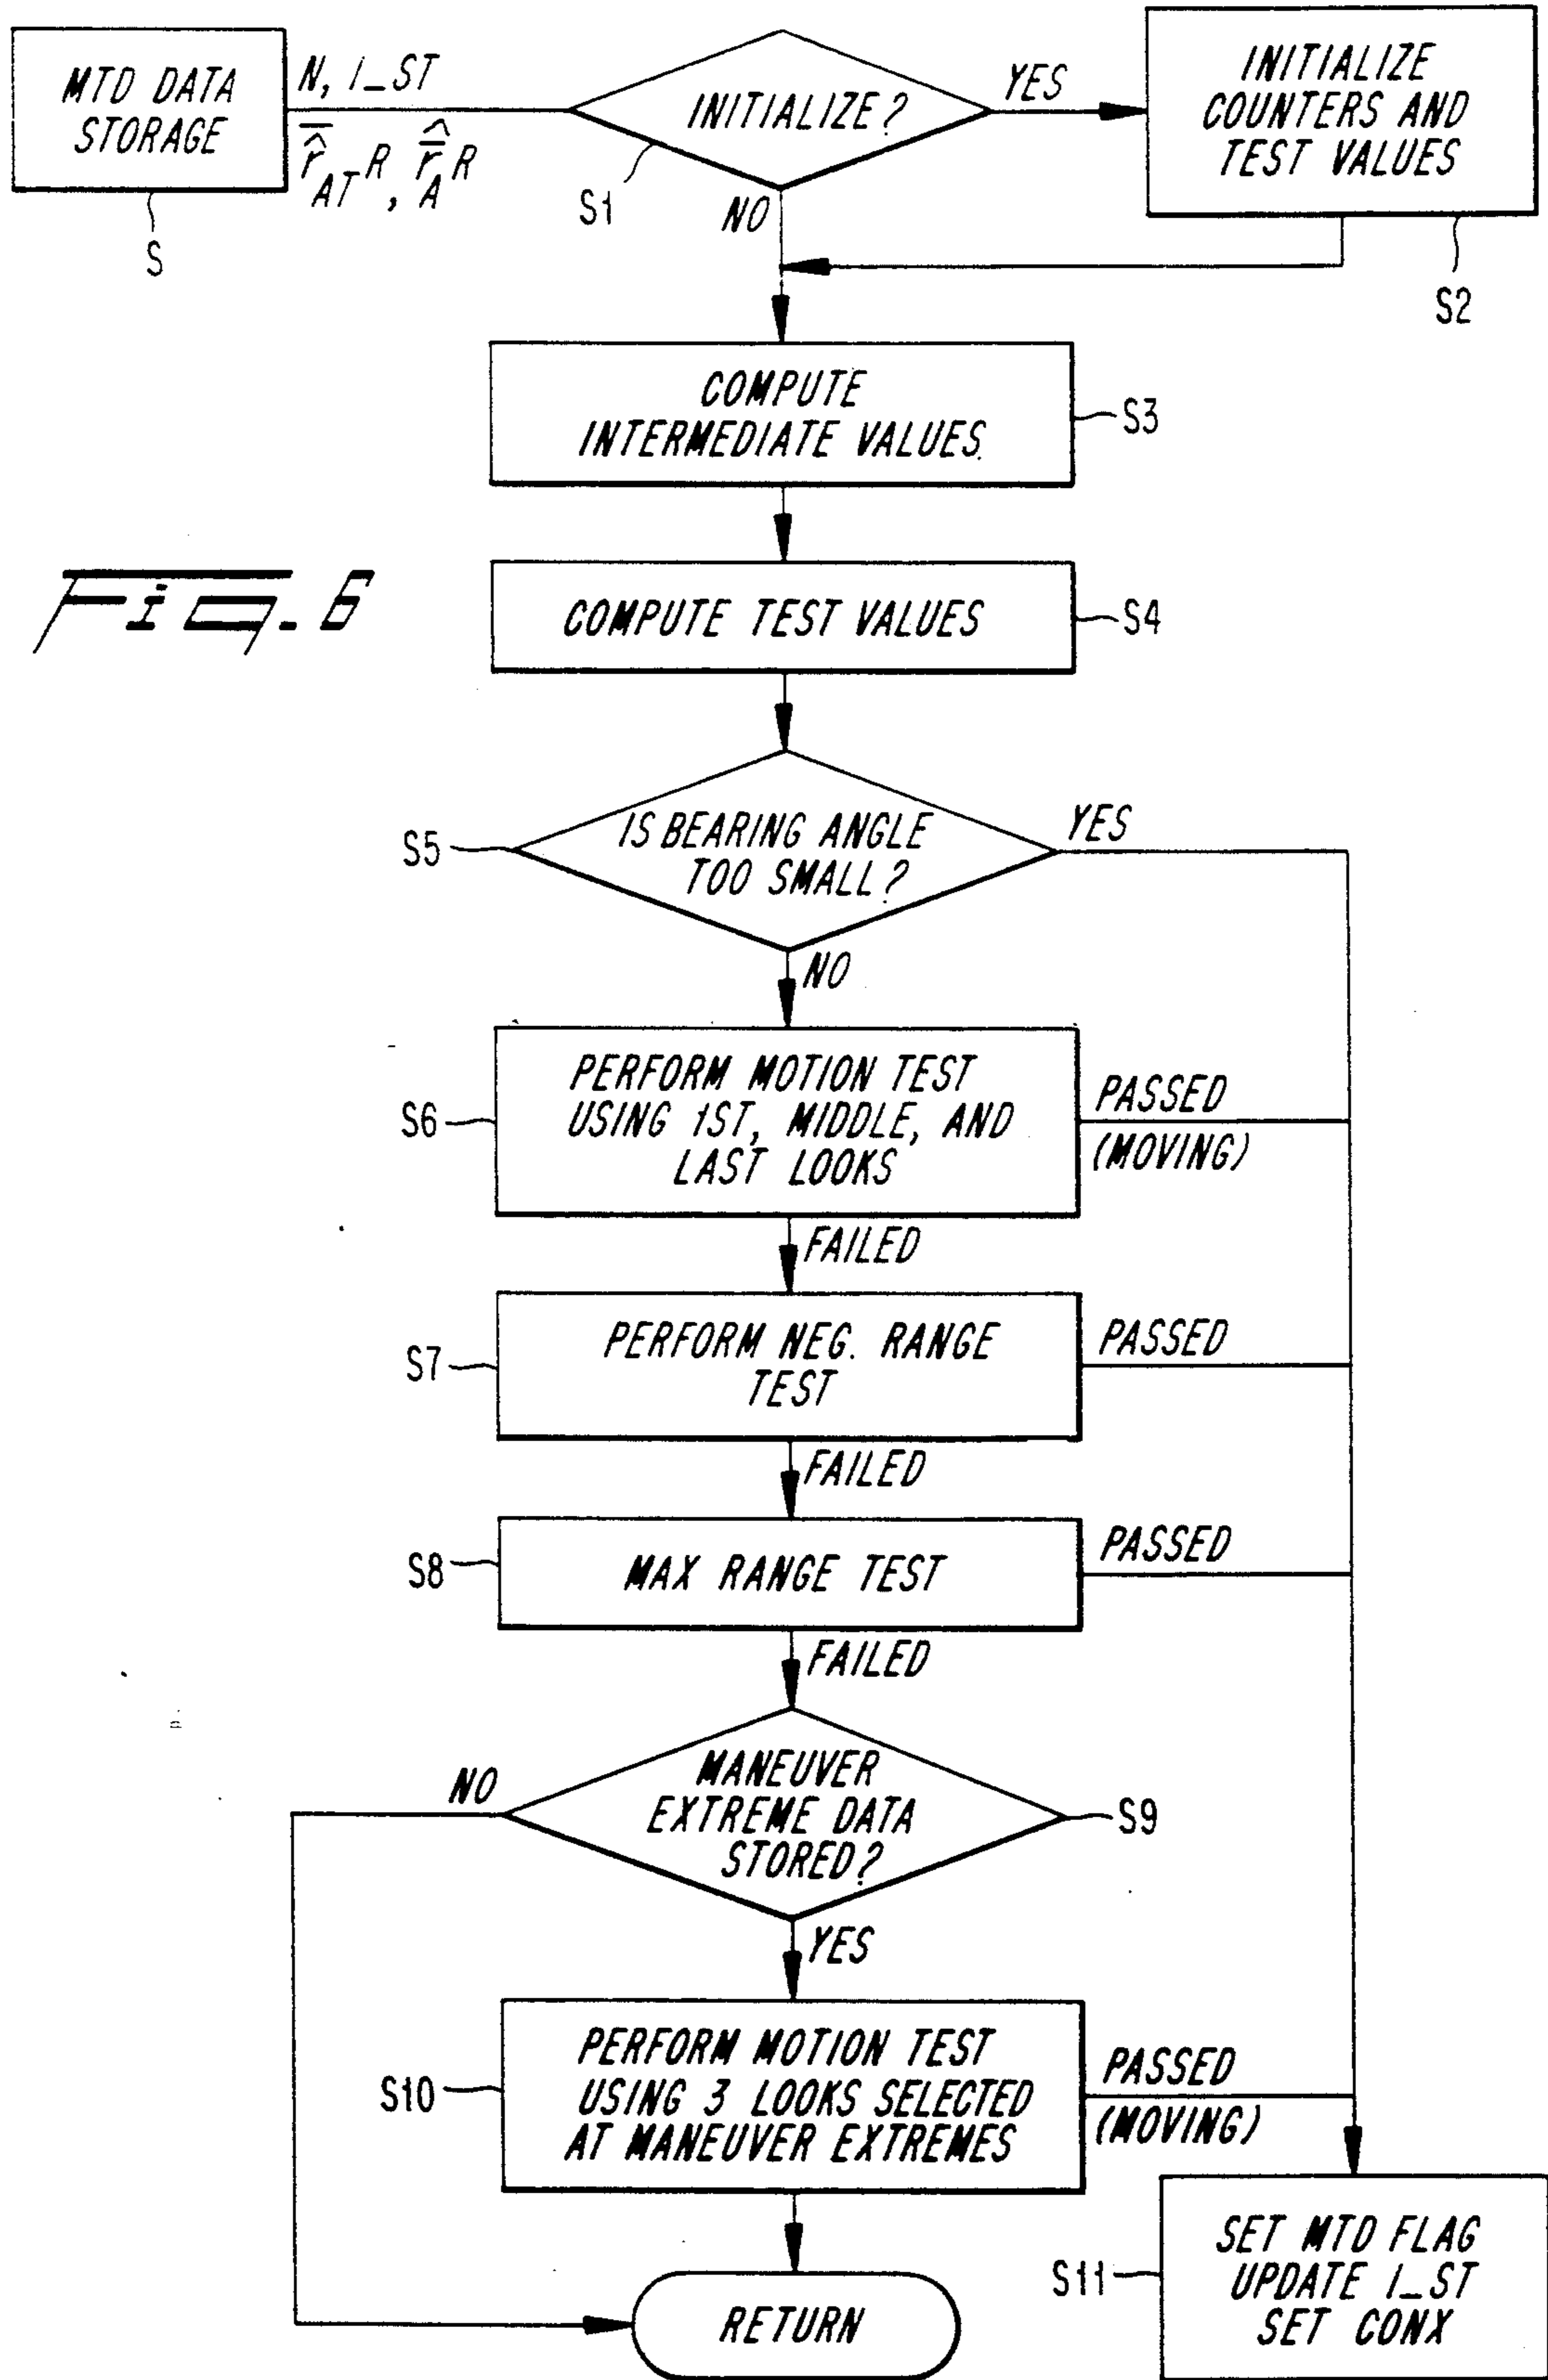 MTD DATA
STORAGE
S
N, I_ST
r̂̅_AT^R, r̂̅_A^R
INITIALIZE?
S1
YES
NO
INITIALIZE
COUNTERS AND
TEST VALUES
S2
COMPUTE
INTERMEDIATE VALUES
S3
Fig. 6
COMPUTE TEST VALUES
S4
S5
IS BEARING ANGLE
TOO SMALL?
YES
NO
S6
PERFORM MOTION TEST
USING 1ST, MIDDLE, AND
LAST LOOKS
PASSED
(MOVING)
FAILED
S7
PERFORM NEG. RANGE
TEST
PASSED
FAILED
S8
MAX RANGE TEST
PASSED
FAILED
NO
MANEUVER
EXTREME DATA
STORED?
S9
YES
S10
PERFORM MOTION TEST
USING 3 LOOKS SELECTED
AT MANEUVER EXTREMES
PASSED
(MOVING)
S11
SET MTD FLAG
UPDATE I_ST
SET CONX
RETURN